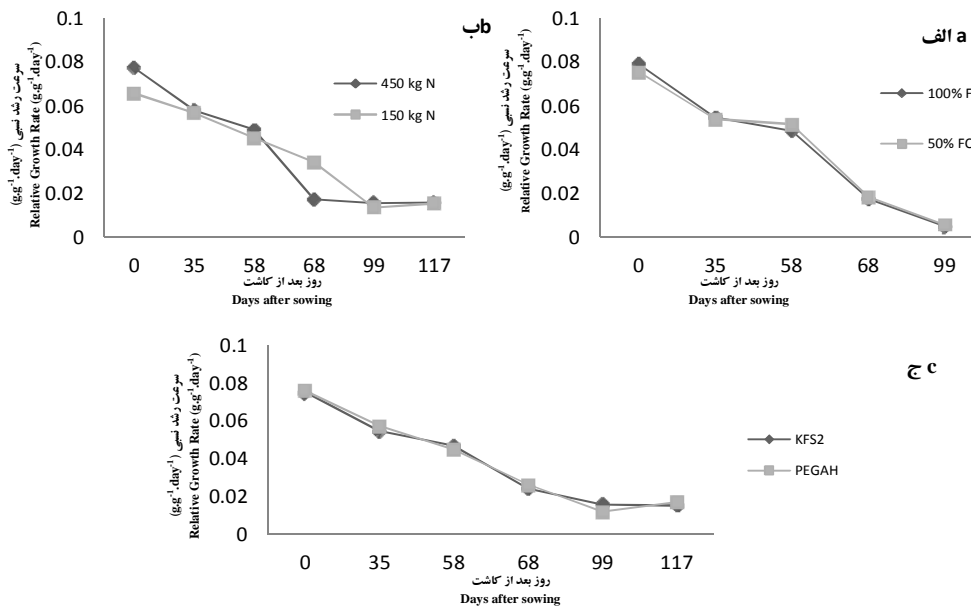 ب b
0.1
0.08
0.06
0.04
0.02
0
سرعت رشد نسبی (g.g-1.day-1)
Relative Growth Rate (g.g-1.day-1)
450 kg N
150 kg N
0 35 58 68 99 117
روز بعد از کاشت
Days after sowing
a الف
0.1
0.08
0.06
0.04
0.02
0
سرعت رشد نسبی (g.g-1.day-1)
Relative Growth Rate (g.g-1.day-1)
100% F
50% FC
0 35 58 68 99
روز بعد از کاشت
Days after sowing
c ج
0.1
0.08
0.06
0.04
0.02
0
سرعت رشد نسبی (g.g-1.day-1)
Relative Growth Rate (g.g-1.day-1)
KFS2
PEGAH
0 35 58 68 99 117
روز بعد از کاشت
Days after sowing